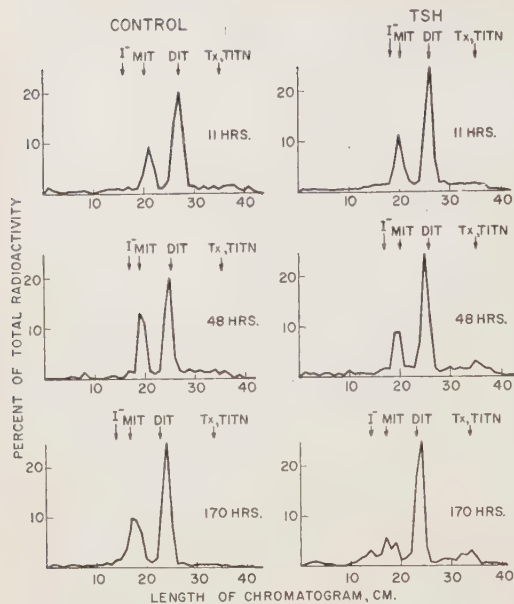 CONTROL
TSH
I⁻ MIT DIT Tx, TITN
I⁻ MIT DIT Tx, TITN
20
10
11 HRS.
10 20 30 40
20
10
11 HRS.
10 20 30 40
I⁻ MIT DIT Tx, TITN
I⁻ MIT DIT Tx, TITN
20
10
48 HRS.
10 20 30 40
20
10
48 HRS.
10 20 30 40
I⁻ MIT DIT Tx, TITN
I⁻ MIT DIT Tx, TITN
20
10
170 HRS.
10 20 30 40
20
10
170 HRS.
10 20 30 40
PERCENT OF TOTAL RADIOACTIVITY
LENGTH OF CHROMATOGRAM, CM.